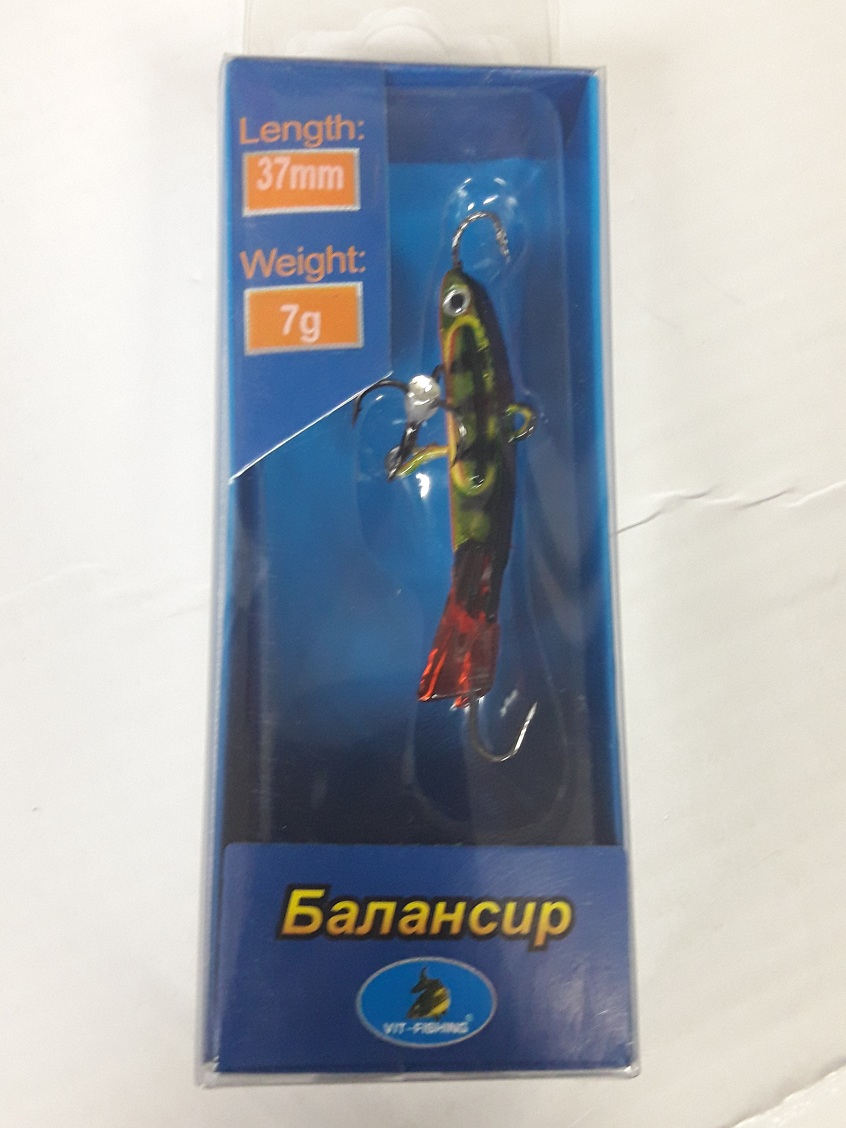 Length:
37mm
Weight:
7g
Балансир
VIT-FISHING®